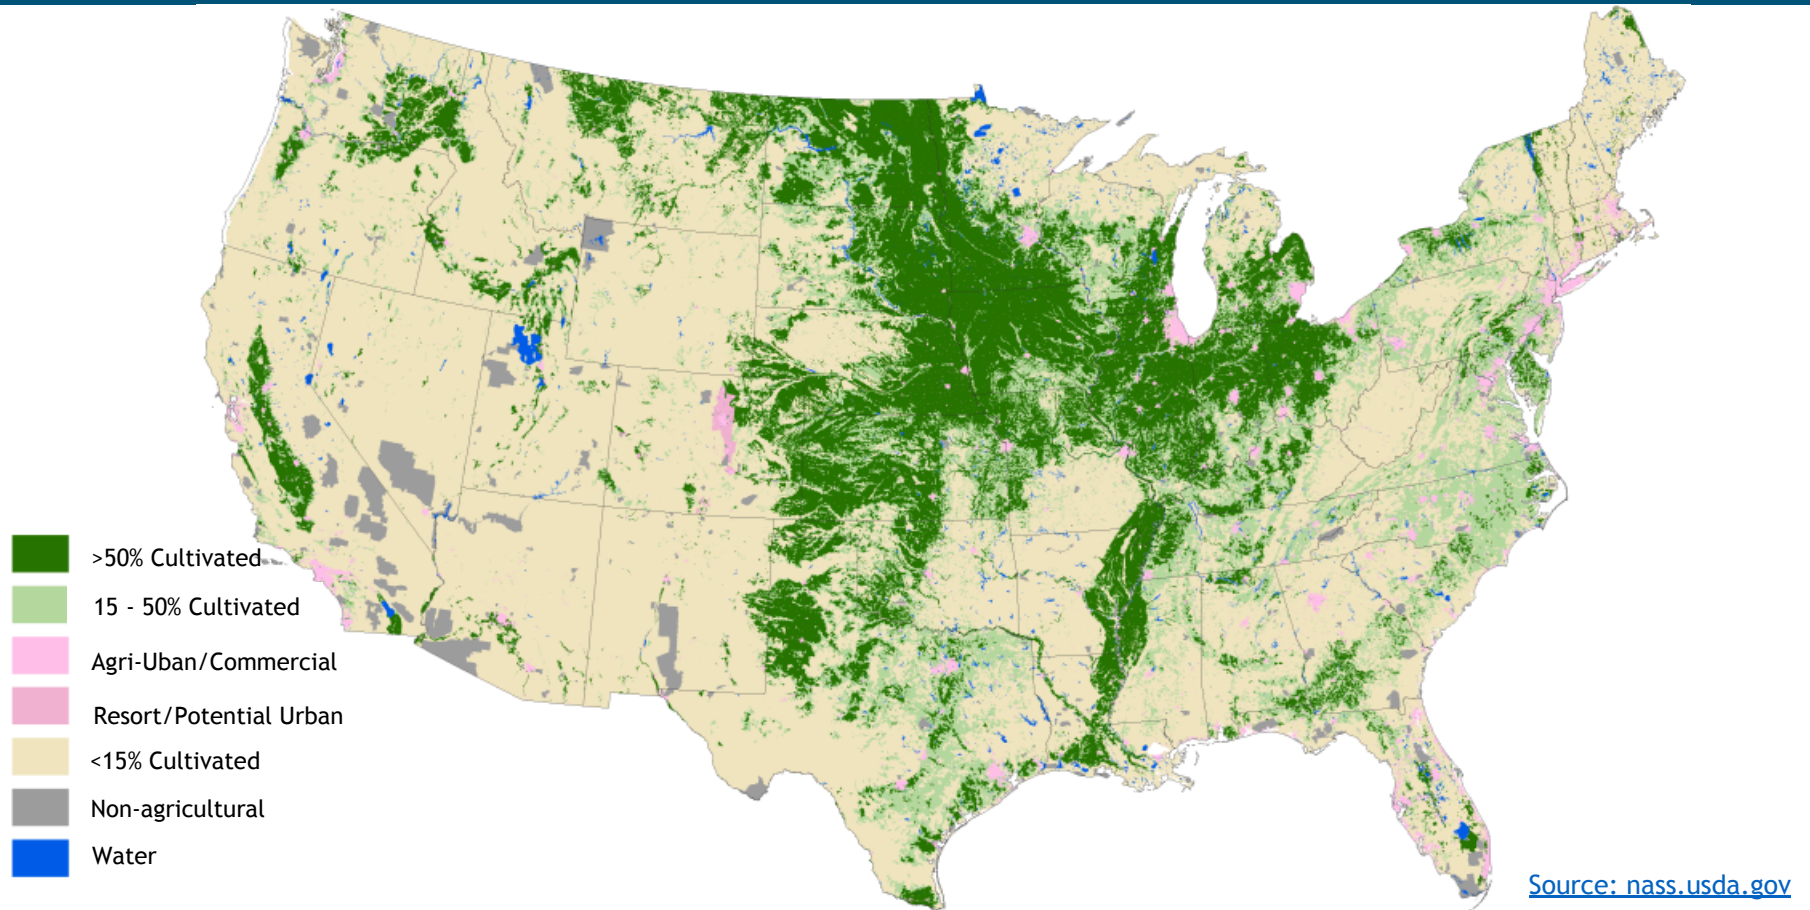 >50% Cultivated
15 - 50% Cultivated
Agri-Uban/Commercial
Resort/Potential Urban
<15% Cultivated
Non-agricultural
Water
Source: nass.usda.gov